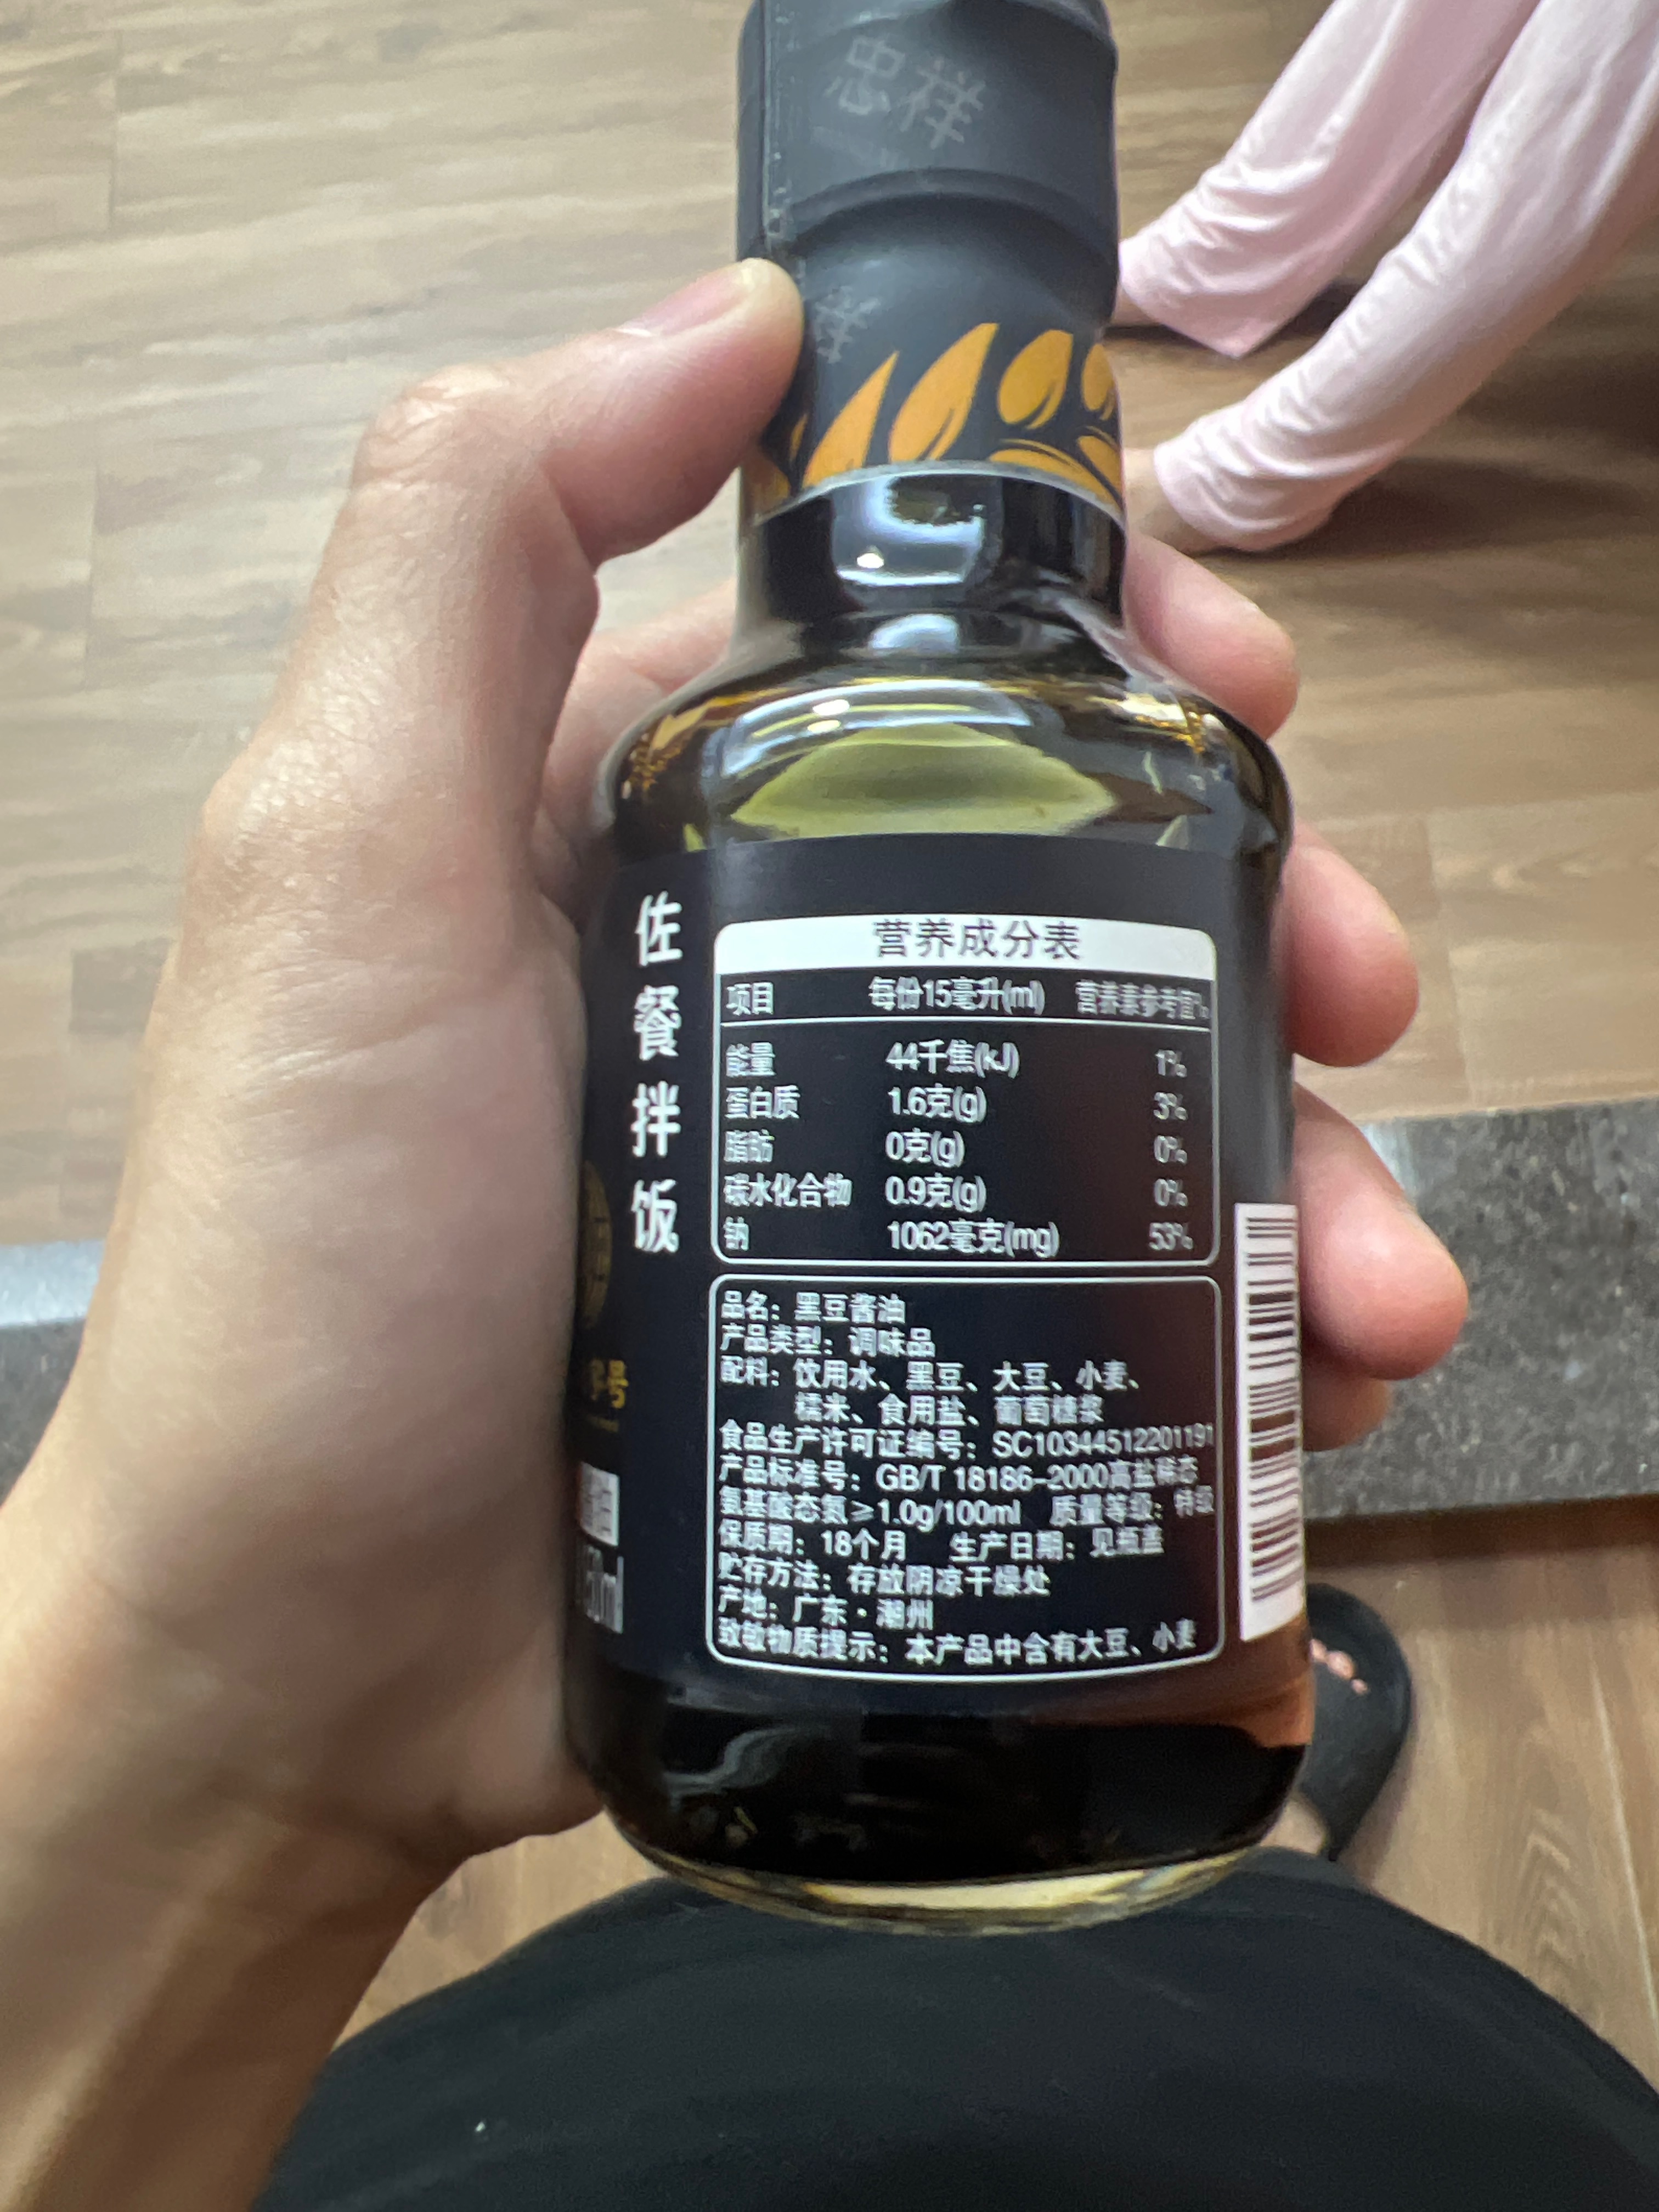 忠祥
祥
佐餐拌饭
营养成分表
项目 每份15毫升(ml) 营养素参考值%
能量 44千焦(kJ) 1%
蛋白质 1.6克(g) 3%
脂肪 0克(g) 0%
碳水化合物 0.9克(g) 0%
钠 1062毫克(mg) 53%
品名：黑豆酱油
产品类型：调味品
配料：饮用水、黑豆、大豆、小麦、
糯米、食用盐、葡萄糖浆
食品生产许可证编号：SC10344512201191
产品标准号：GB/T 18186-2000高盐稀态
氨基酸态氮≥1.0g/100ml 质量等级：特级
保质期：18个月 生产日期：见瓶盖
贮存方法：存放阴凉干燥处
产地：广东·潮州
致敏物质提示：本产品中含有大豆、小麦
字号
油